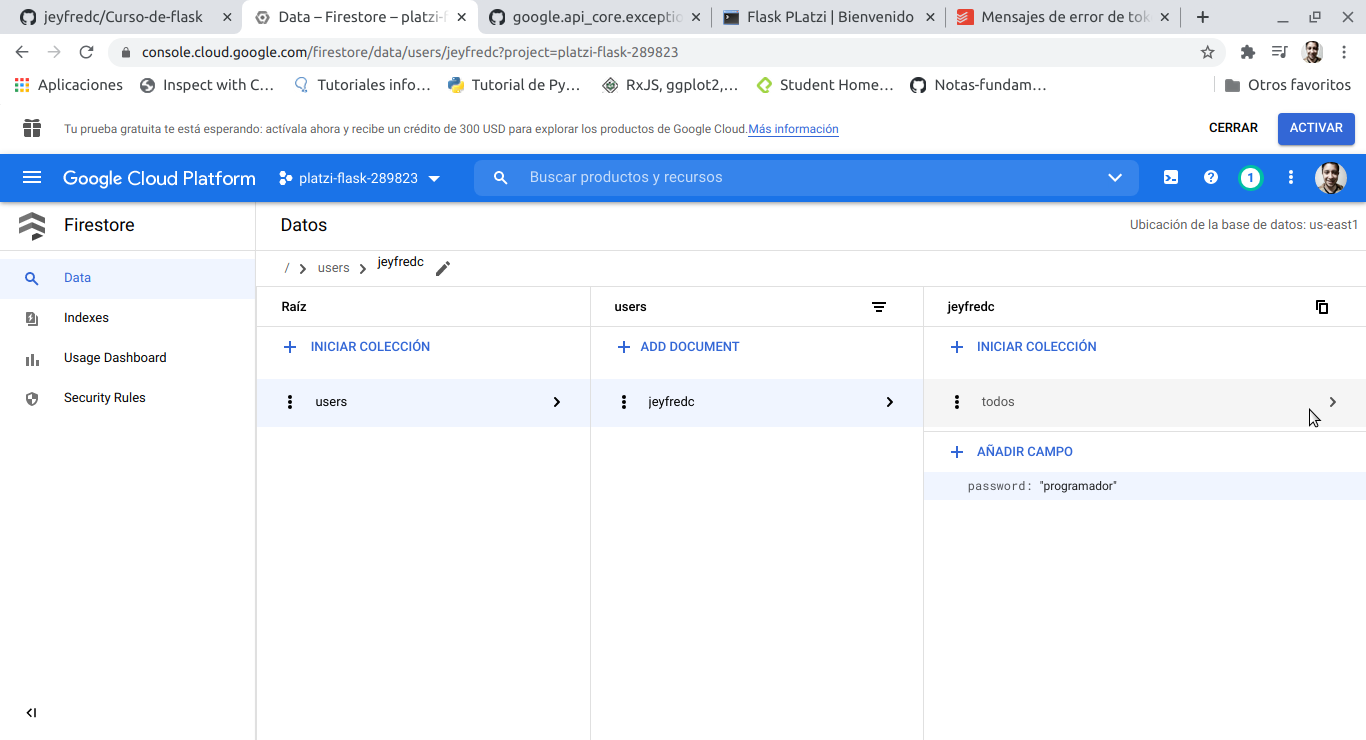 jeyfredc/Curso-de-flask
Data – Firestore – platzi-f
google.api_core.exceptio
Flask PLatzi | Bienvenido
Mensajes de error de tok
console.cloud.google.com/firestore/data/users/jeyfredc?project=platzi-flask-289823
Aplicaciones
Inspect with C...
Tutoriales info...
Tutorial de Py...
RxJS, ggplot2,...
Student Home...
Notas-fundam...
Otros favoritos
Tu prueba gratuita te está esperando: actívala ahora y recibe un crédito de 300 USD para explorar los productos de Google Cloud.Más información
CERRAR
ACTIVAR
Google Cloud Platform
platzi-flask-289823
Buscar productos y recursos
1
Firestore
Datos
Ubicación de la base de datos: us-east1
Data
Indexes
Usage Dashboard
Security Rules
/ users jeyfredc
Raíz
INICIAR COLECCIÓN
users
users
ADD DOCUMENT
jeyfredc
jeyfredc
INICIAR COLECCIÓN
todos
AÑADIR CAMPO
password: "programador"